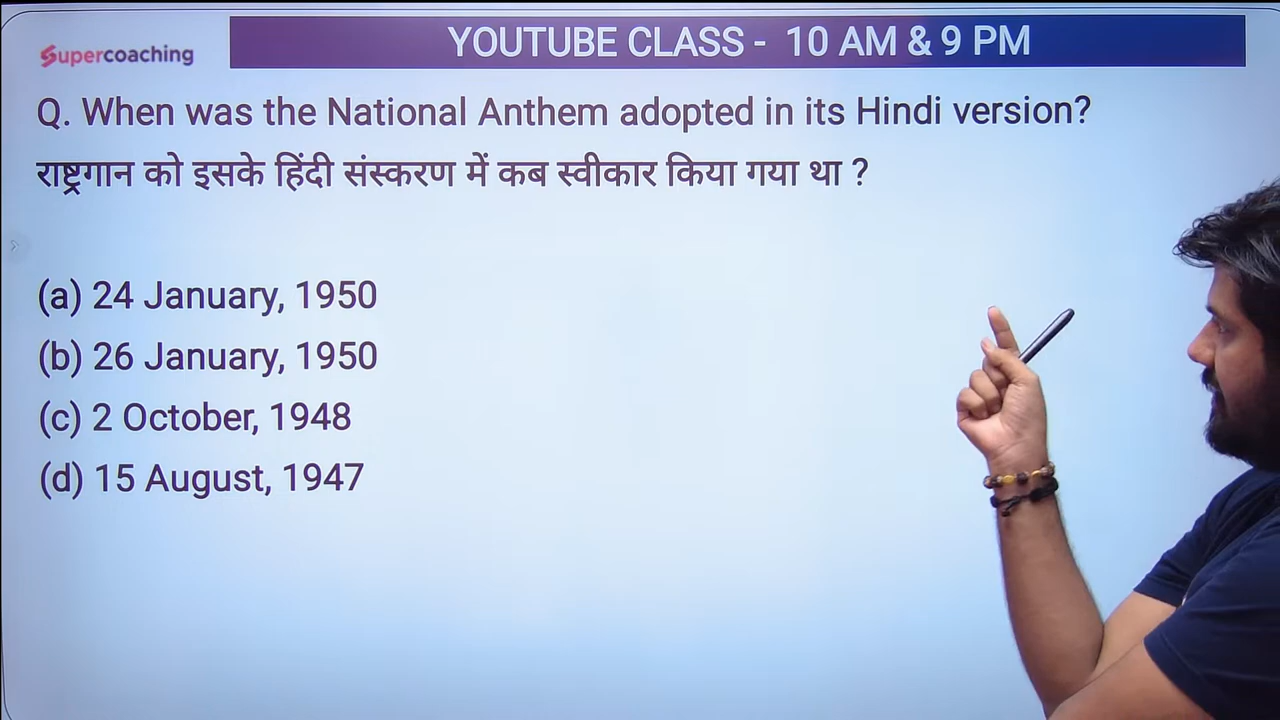 Supercoaching
YOUTUBE CLASS - 10 AM & 9 PM
Q. When was the National Anthem adopted in its Hindi version?
राष्ट्रगान को इसके हिंदी संस्करण में कब स्वीकार किया गया था ?
(a) 24 January, 1950
(b) 26 January, 1950
(c) 2 October, 1948
(d) 15 August, 1947